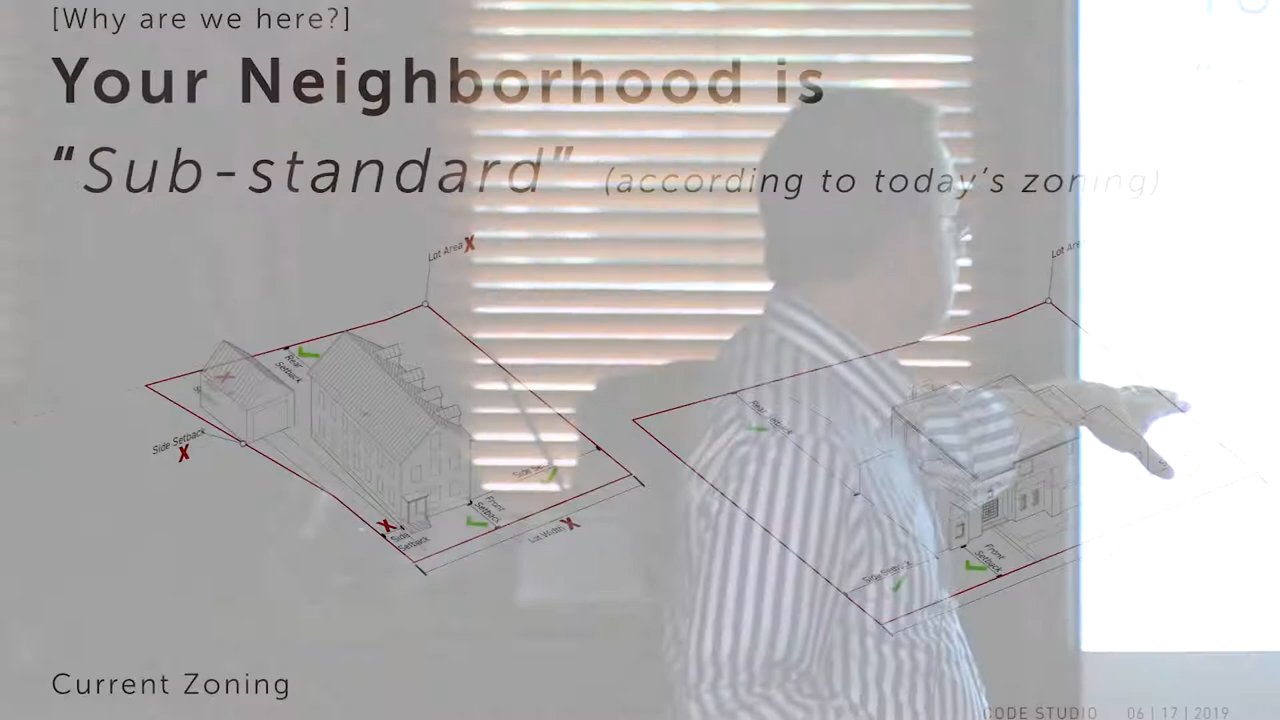 [Why are we here?]
Your Neighborhood is
“Sub-standard” (according to today’s zoning)
Lot Area X
Lot Area
Rear
Setback
Side Setback
X
Side
Setback
Front
Setback
Lot Width X
Rear
Side Setback
Front
Setback
Current Zoning
CODE STUDIO 06 | 17 | 2019